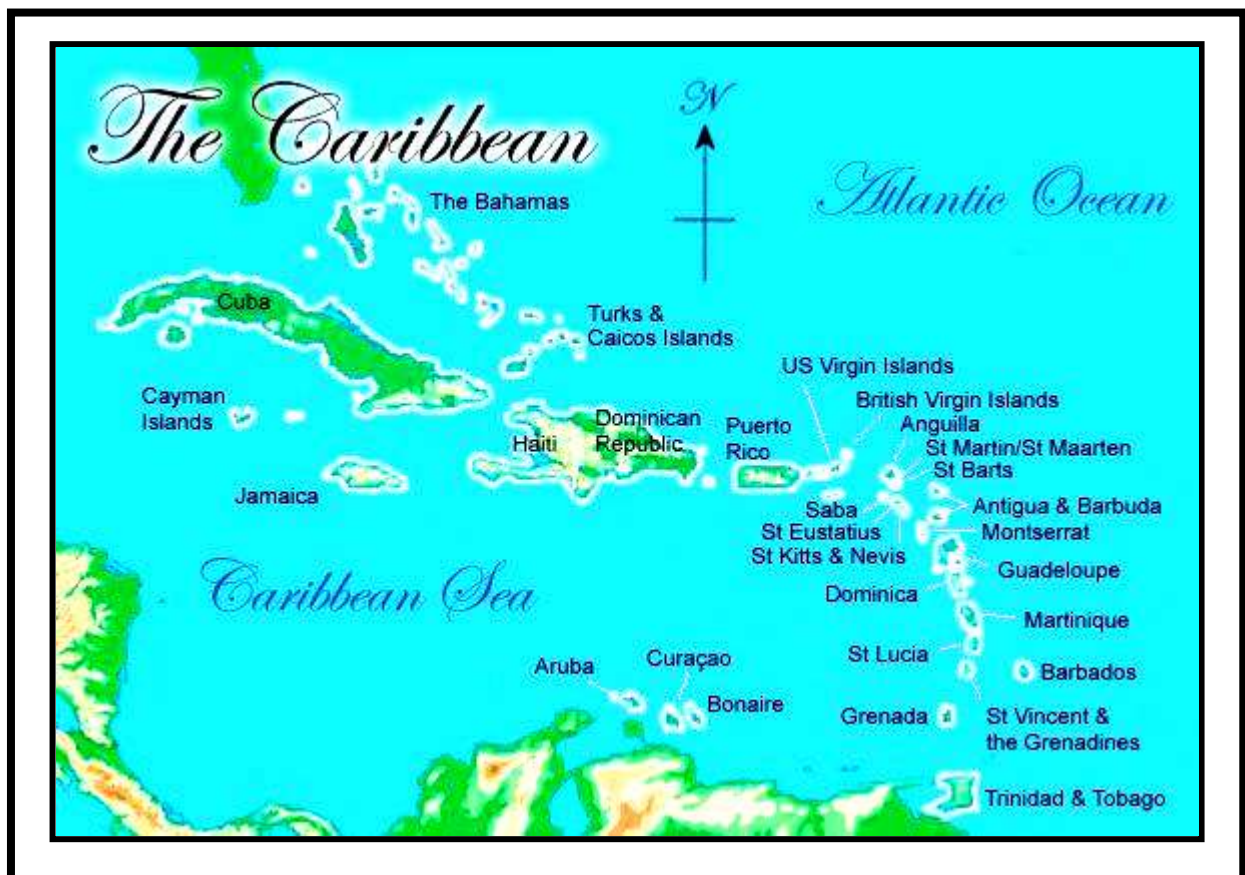 The Caribbean
N
Atlantic Ocean
The Bahamas
Cuba
Turks &
Caicos Islands
US Virgin Islands
Cayman
Islands
British Virgin Islands
Anguilla
Dominican
Republic
Haiti
Puerto
Rico
St Martin/St Maarten
St Barts
Jamaica
Saba
Antigua & Barbuda
St Eustatius
Montserrat
St Kitts & Nevis
Guadeloupe
Caribbean Sea
Dominica
Martinique
St Lucia
Aruba
Curaçao
Barbados
Bonaire
Grenada
St Vincent &
the Grenadines
Trinidad & Tobago